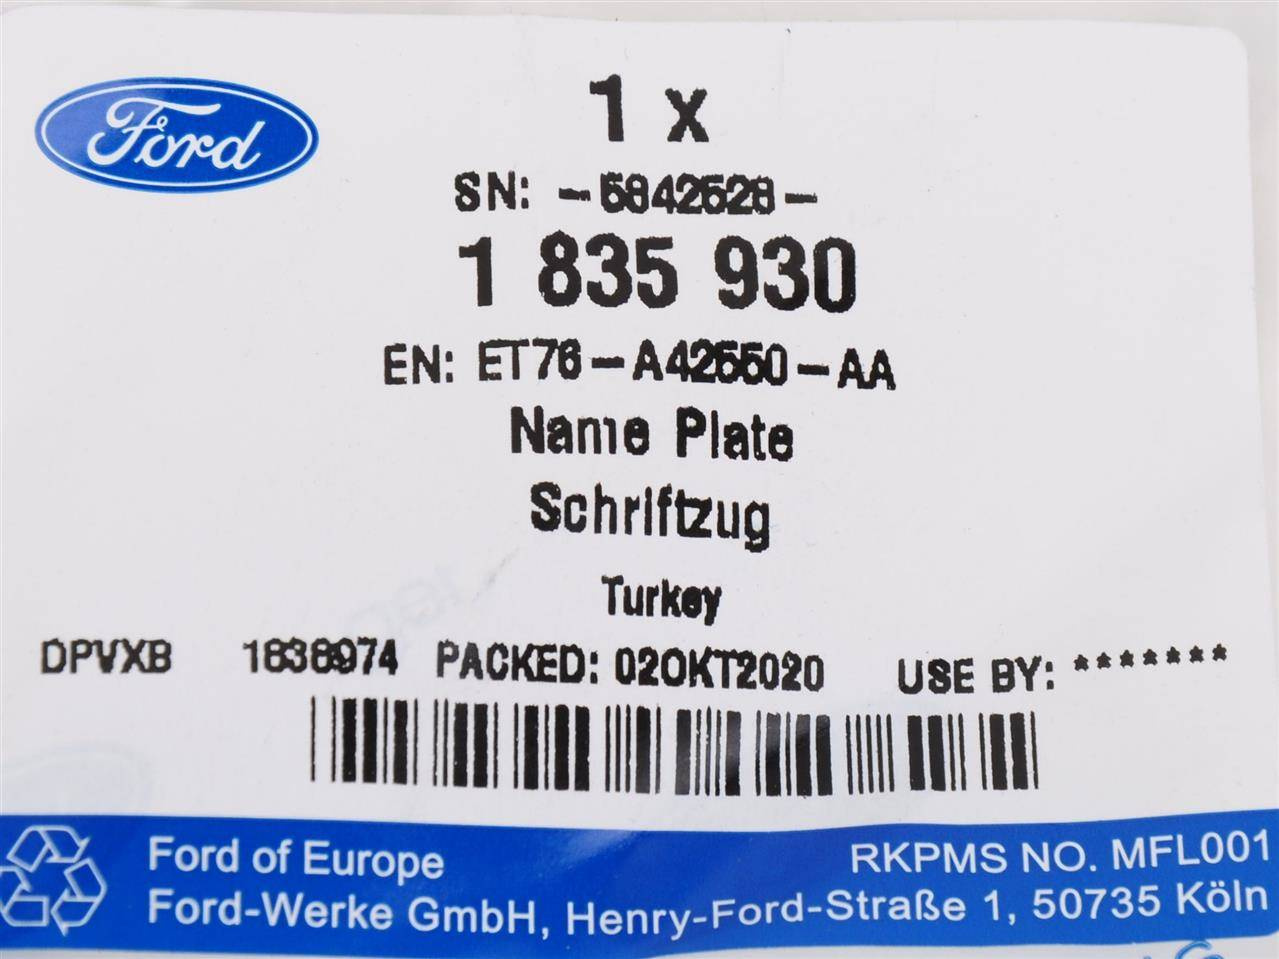 Ford
1 x
SN: -5842528-
1 835 930
EN: ET76-A42550-AA
Name Plate
Schriftzug
Turkey
DPVXB 1838974 PACKED: 02OKT2020 USE BY: *******
Ford of Europe RKPMS NO. MFL001
Ford-Werke GmbH, Henry-Ford-Straße 1, 50735 Köln